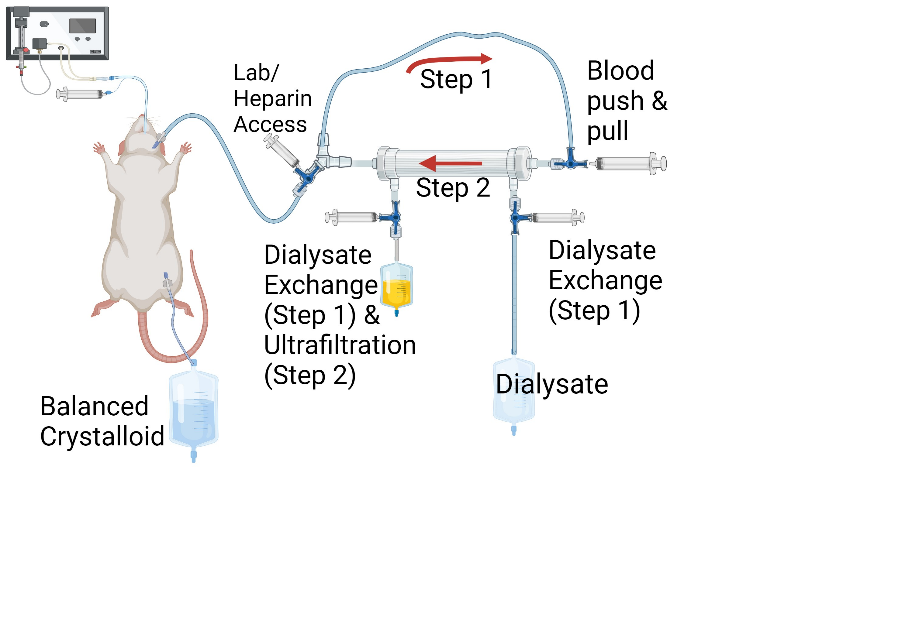 Lab/
Heparin
Access
Step 1
Blood
push &
pull
Step 2
Dialysate
Exchange
(Step 1) &
Ultrafiltration
(Step 2)
Dialysate
Exchange
(Step 1)
Dialysate
Balanced
Crystalloid